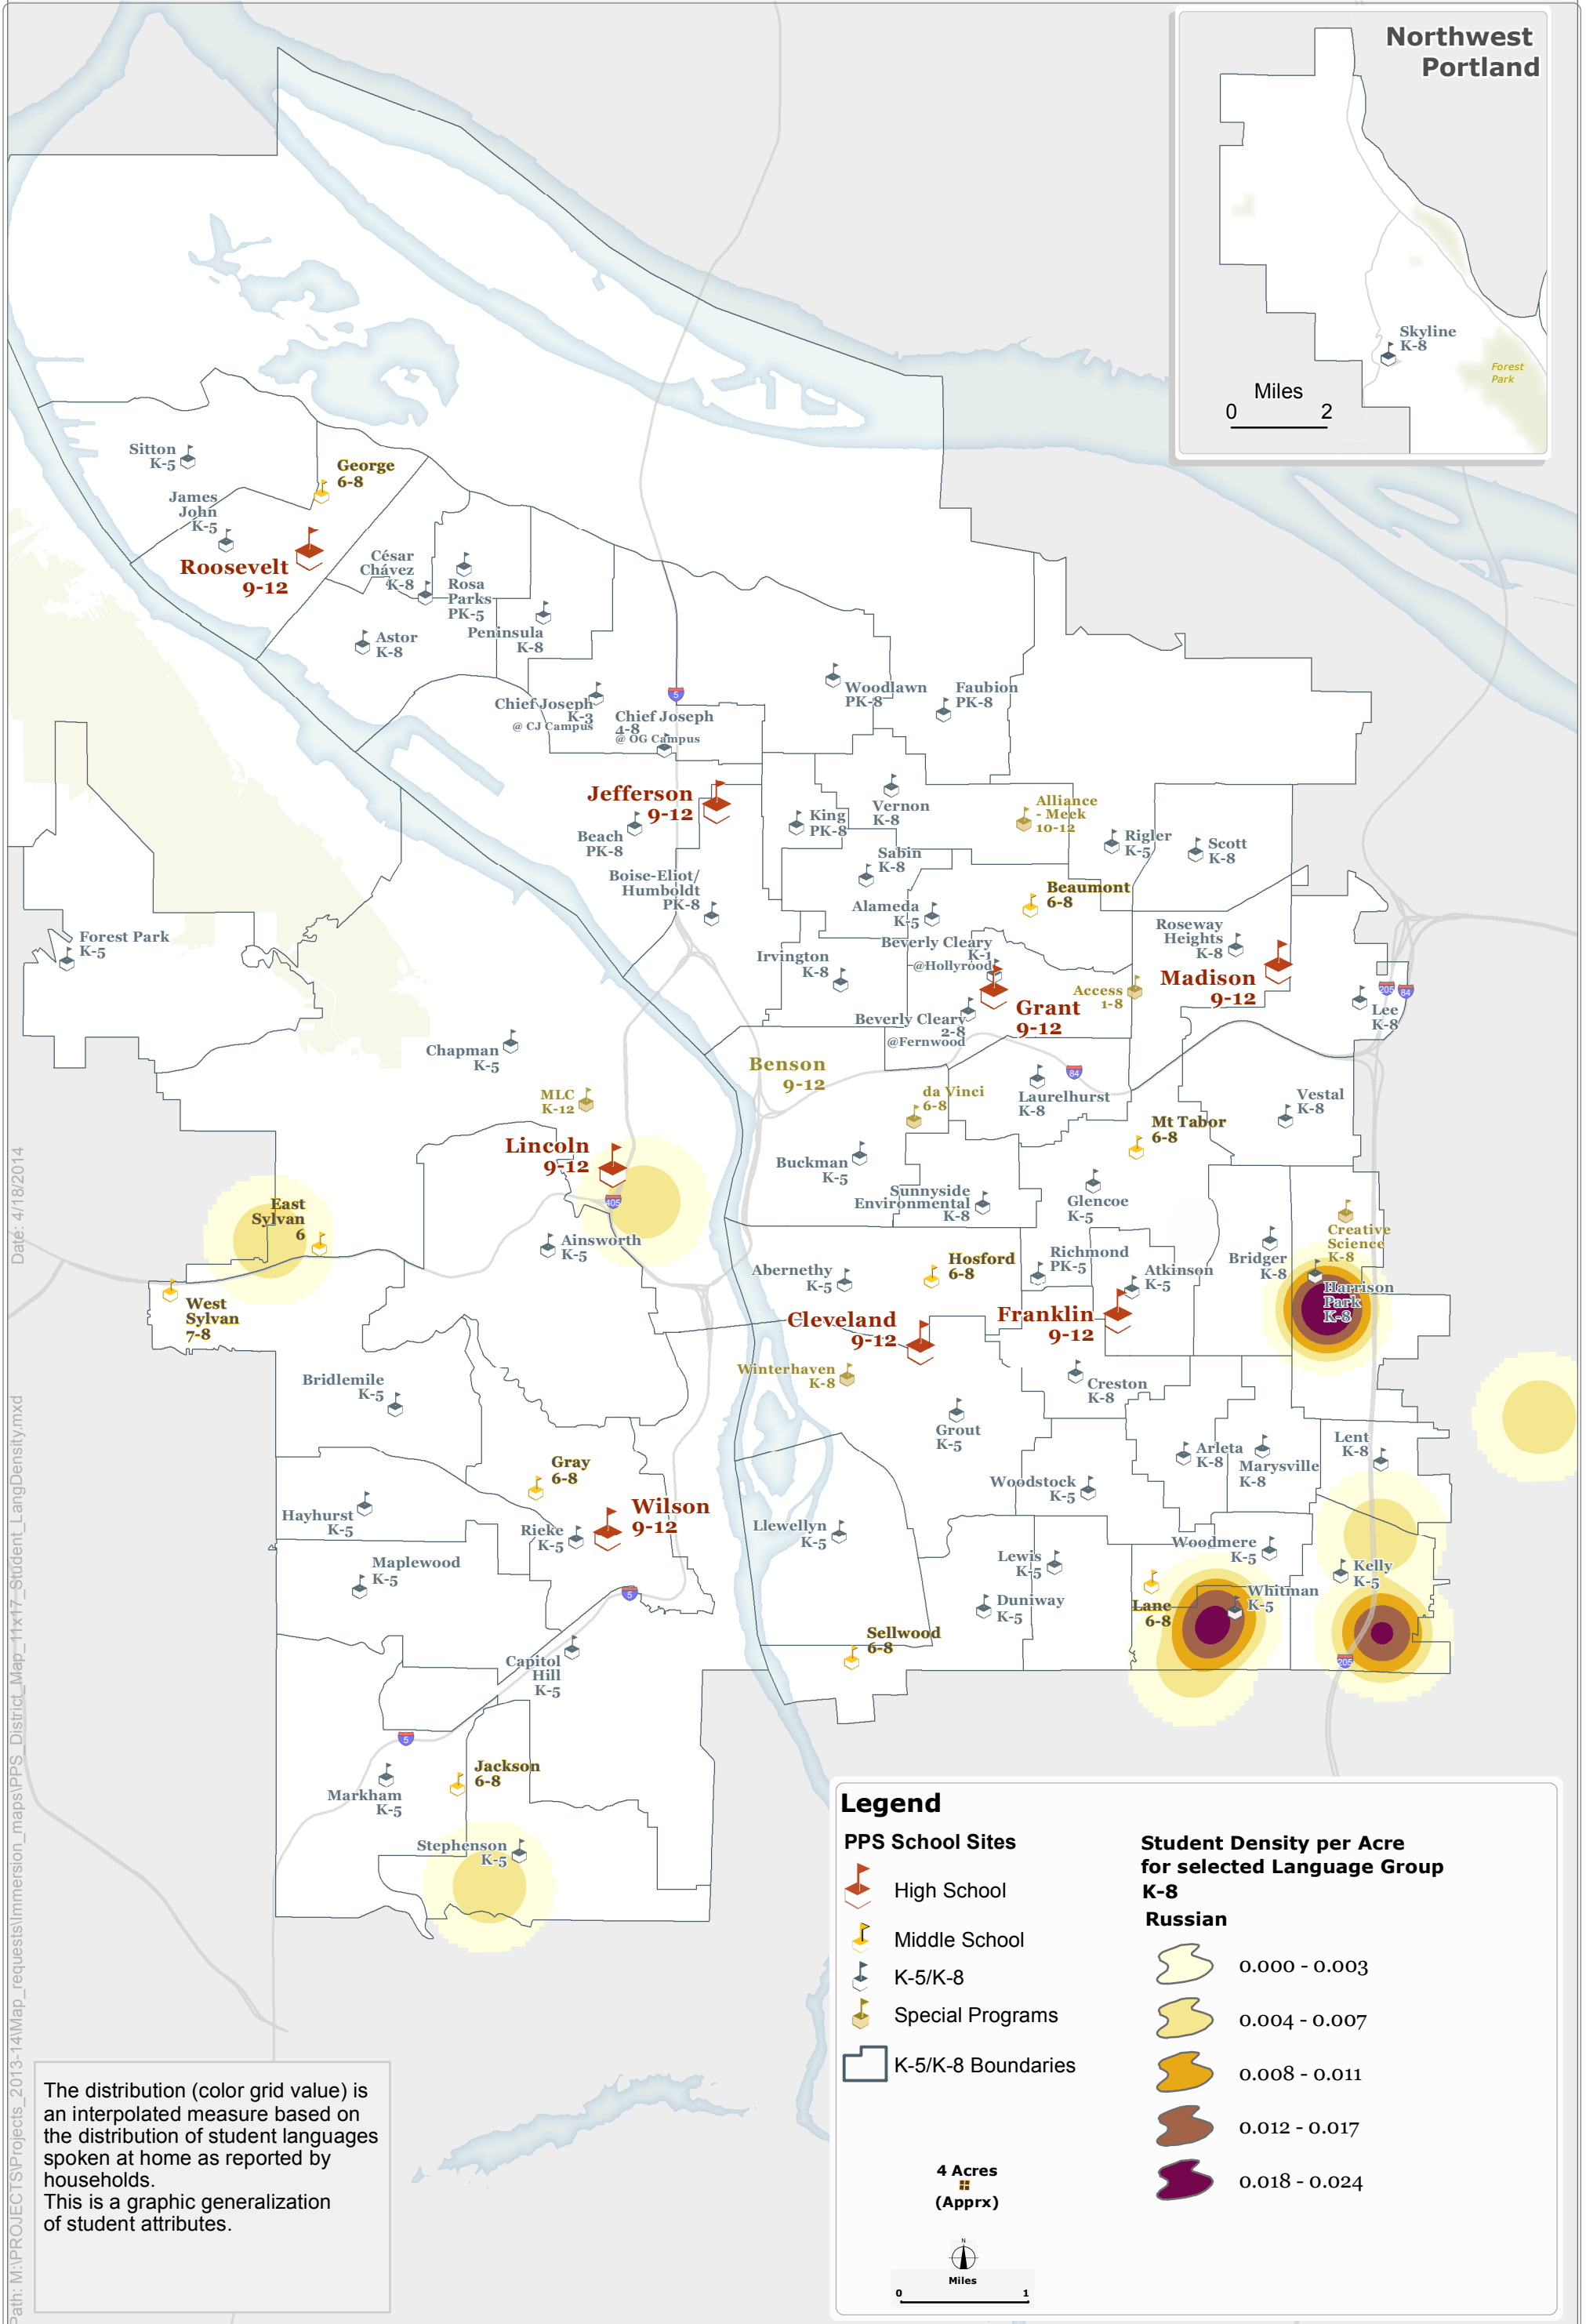 Northwest
Portland
Skyline
K-8
Forest
Park
Miles
0 2
Sitton
K-5
George
6-8
James
John
K-5
Roosevelt
9-12
César
Chávez
K-8
Rosa
Parks
PK-5
Peninsula
K-8
Astor
K-8
Chief Joseph
K-3
@ CJ Campus
Chief Joseph
4-8
@ OG Campus
5
Woodlawn
PK-8
Faubion
PK-8
Jefferson
9-12
Beach
PK-8
King
PK-8
Vernon
K-8
Alliance
- Meek
10-12
Rigler
K-5
Scott
K-8
Sabin
K-8
Boise-Eliot/
Humboldt
PK-8
Alameda
K-5
Beaumont
6-8
Roseway
Heights
K-8
Forest Park
K-5
Irvington
K-8
Beverly Cleary
K-1
@Hollyrood
Grant
9-12
Access
1-8
Madison
9-12
205
84
Lee
K-8
Beverly Cleary
2-8
@Fernwood
Chapman
K-5
Benson
9-12
MLC
K-12
da Vinci
6-8
84
Laurelhurst
K-8
Vestal
K-8
Mt Tabor
6-8
Lincoln
9-12
405
Buckman
K-5
Sunnyside
Environmental
K-8
Glencoe
K-5
East
Sylvan
6
Ainsworth
K-5
Creative
Science
K-8
Bridger
K-8
Harrison
Park
K-8
Abernethy
K-5
Hosford
6-8
Richmond
PK-5
Atkinson
K-5
West
Sylvan
7-8
Cleveland
9-12
Franklin
9-12
Winterhaven
K-8
Creston
K-8
Bridlemile
K-5
Grout
K-5
Arleta
K-8
Marysville
K-8
Lent
K-8
Gray
6-8
Woodstock
K-5
Wilson
9-12
Hayhurst
K-5
Rieke
K-5
Llewellyn
K-5
Woodmere
K-5
Lewis
K-5
Kelly
K-5
Maplewood
K-5
5
Duniway
K-5
Lane
6-8
Whitman
K-5
Sellwood
6-8
205
Capitol
Hill
K-5
5
Jackson
6-8
Markham
K-5
Stephenson
K-5
Date: 4/18/2014
Path: M:\PROJECTS\Projects_2013-14\Map_requests\Immersion_maps\PPS_District_Map_11x17_Student_LangDensity.mxd
The distribution (color grid value) is
an interpolated measure based on
the distribution of student languages
spoken at home as reported by
households.
This is a graphic generalization
of student attributes.
Legend
PPS School Sites
High School
Middle School
K-5/K-8
Special Programs
K-5/K-8 Boundaries
4 Acres
(Apprx)
N
Miles
0 1
Student Density per Acre
for selected Language Group
K-8
Russian
0.000 - 0.003
0.004 - 0.007
0.008 - 0.011
0.012 - 0.017
0.018 - 0.024